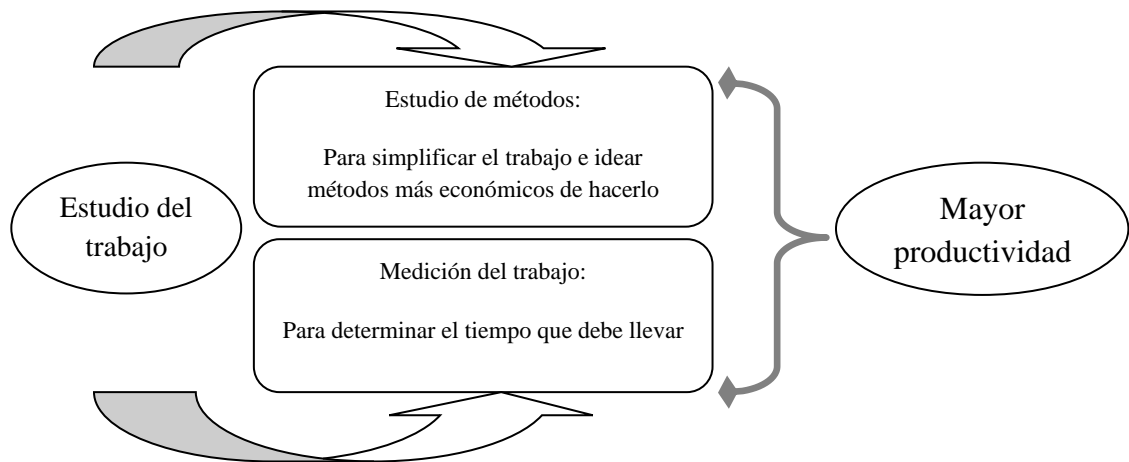 Estudio de métodos:
Para simplificar el trabajo e idear
métodos más económicos de hacerlo
Estudio del
trabajo
Medición del trabajo:
Para determinar el tiempo que debe llevar
Mayor
productividad